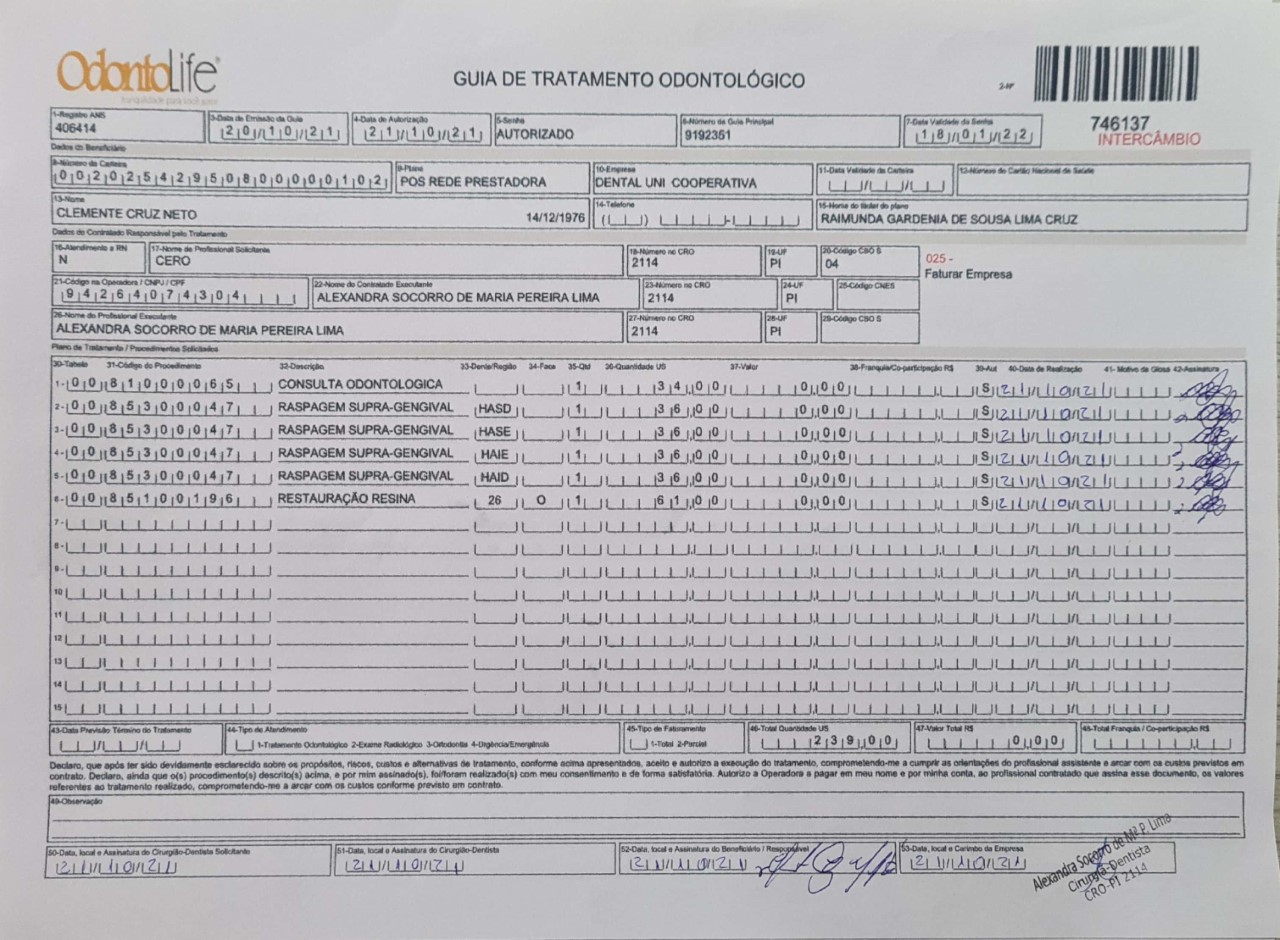 OdontoLife
tranquilidade para você sorrir
GUIA DE TRATAMENTO ODONTOLÓGICO
2-Nº
746137
INTERCÂMBIO
1-Registro ANS
406414
3-Data de Emissão da Guia
20/10/21
4-Data de Autorização
21/10/21
5-Senha
AUTORIZADO
6-Número da Guia Principal
9192351
7-Data Validade da Senha
18/01/22
Dados do Beneficiário
8-Número da Carteira
00202542950800000102
9-Plano
POS REDE PRESTADORA
10-Empresa
DENTAL UNI COOPERATIVA
11-Data Validade da Carteira
12-Número do Cartão Nacional de Saúde
13-Nome
CLEMENTE CRUZ NETO 14/12/1976
14-Telefone
15-Nome do titular do plano
RAIMUNDA GARDENIA DE SOUSA LIMA CRUZ
Dados do Contratado Responsável pelo Tratamento
16-Atendimento a RN
N
17-Nome do Profissional Solicitante
CERO
18-Número no CRO
2114
19-UF
PI
20-Código CBO S
04
025 -
Faturar Empresa
21-Código na Operadora / CNPJ / CPF
94264074304
22-Nome do Contratado Executante
ALEXANDRA SOCORRO DE MARIA PEREIRA LIMA
23-Número no CRO
2114
24-UF
PI
25-Código CNES
26-Nome do Profissional Executante
ALEXANDRA SOCORRO DE MARIA PEREIRA LIMA
27-Número no CRO
2114
28-UF
PI
29-Código CBO S
Plano de Tratamento / Procedimentos Solicitados
30-Tabela 31-Código do Procedimento 32-Descrição 33-Dente/Região 34-Face 35-Qtd 36-Quantidade US 37-Valor 38-Franquia/Co-participação R$ 39-Aut 40-Data de Realização 41- Motivo da Glosa 42-Assinatura
1- 00 81000065 CONSULTA ODONTOLOGICA 1 34,00 0,00 S 21/10/21
2- 00 85300047 RASPAGEM SUPRA-GENGIVAL HASD 1 36,00 0,00 S 21/10/21
3- 00 85300047 RASPAGEM SUPRA-GENGIVAL HASE 1 36,00 0,00 S 21/10/21
4- 00 85300047 RASPAGEM SUPRA-GENGIVAL HAIE 1 36,00 0,00 S 21/10/21
5- 00 85300047 RASPAGEM SUPRA-GENGIVAL HAID 1 36,00 0,00 S 21/10/21
6- 00 85100196 RESTAURAÇÃO RESINA 26 O 1 61,00 0,00 S 21/10/21
7-
8-
9-
10
11
12
13
14
15
43-Data Previsão Término do Tratamento
44-Tipo de Atendimento
1-Tratamento Odontológico 2-Exame Radiológico 3-Ortodontia 4-Urgência/Emergência
45-Tipo de Faturamento
1-Total 2-Parcial
46-Total Quantidade US
239,00
47-Valor Total R$
0,00
48-Total Franquia / Co-participação R$
Declaro, que após ter sido devidamente esclarecido sobre os propósitos, riscos, custos e alternativas de tratamento, conforme acima apresentados, aceito e autorizo a execução do tratamento, comprometendo-me a cumprir as orientações do profissional assistente e arcar com os custos previstos em
contrato. Declaro, ainda que o(s) procedimento(s) descrito(s) acima, e por mim assinado(s), foi/foram realizado(s) com meu consentimento e de forma satisfatória. Autorizo a Operadora a pagar em meu nome e por minha conta, ao profissional contratado que assina esse documento, os valores
referentes ao tratamento realizado, comprometendo-me a arcar com os custos conforme previsto em contrato.
49-Observação
50-Data, local e Assinatura do Cirurgião-Dentista Solicitante
21/10/21
51-Data, local e Assinatura do Cirurgião-Dentista
21/10/21
52-Data, local e Assinatura do Beneficiário / Responsável
21/10/21
53-Data, local e Carimbo da Empresa
21/10/21
Alexandra Socorro de Mª P. Lima
Cirurgiã-Dentista
CRO-PI 2114